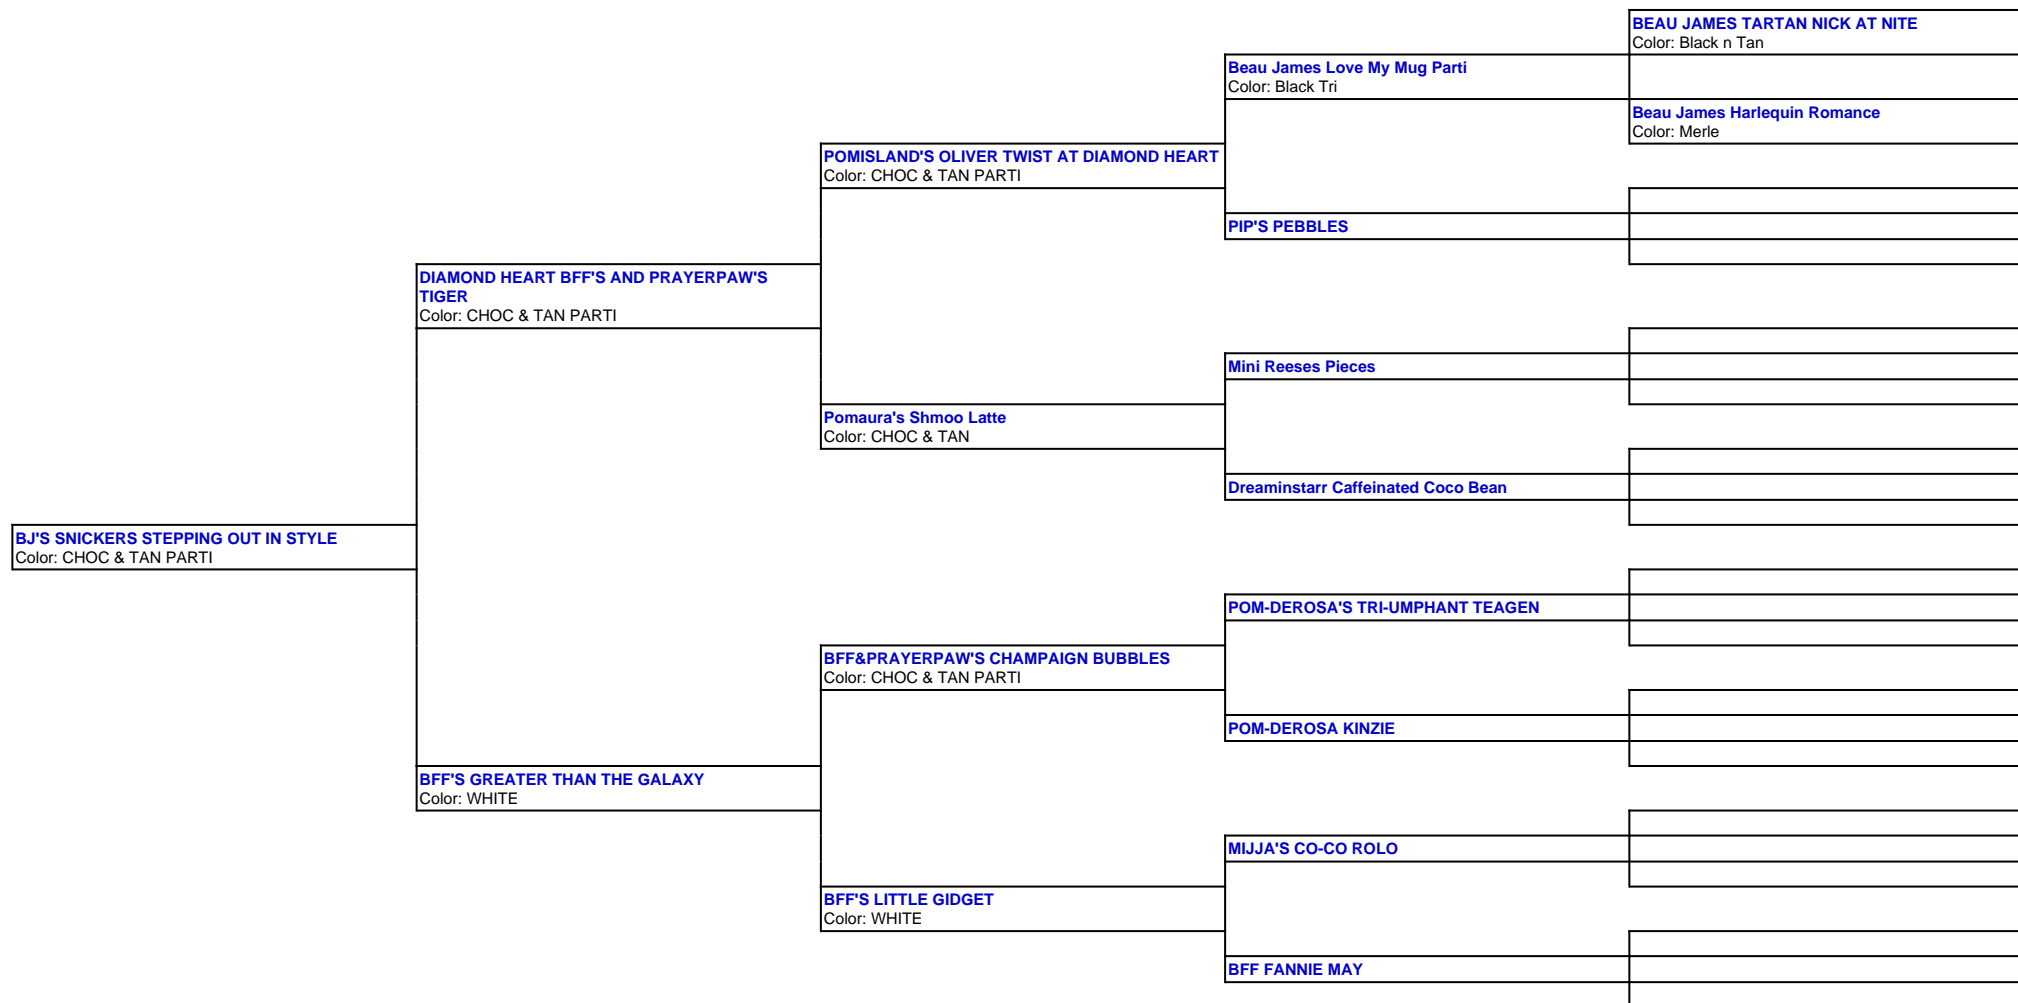 BEAU JAMES TARTAN NICK AT NITE
Color: Black n Tan
Beau James Love My Mug Parti
Color: Black Tri
Beau James Harlequin Romance
Color: Merle
POMISLAND'S OLIVER TWIST AT DIAMOND HEART
Color: CHOC & TAN PARTI
PIP'S PEBBLES
DIAMOND HEART BFF'S AND PRAYERPAW'S
TIGER
Color: CHOC & TAN PARTI
Mini Reeses Pieces
Pomaura's Shmoo Latte
Color: CHOC & TAN
Dreaminstarr Caffeinated Coco Bean
BJ'S SNICKERS STEPPING OUT IN STYLE
Color: CHOC & TAN PARTI
POM-DEROSA'S TRI-UMPHANT TEAGEN
BFF&PRAYERPAW'S CHAMPAIGN BUBBLES
Color: CHOC & TAN PARTI
POM-DEROSA KINZIE
BFF'S GREATER THAN THE GALAXY
Color: WHITE
MIJJA'S CO-CO ROLO
BFF'S LITTLE GIDGET
Color: WHITE
BFF FANNIE MAY